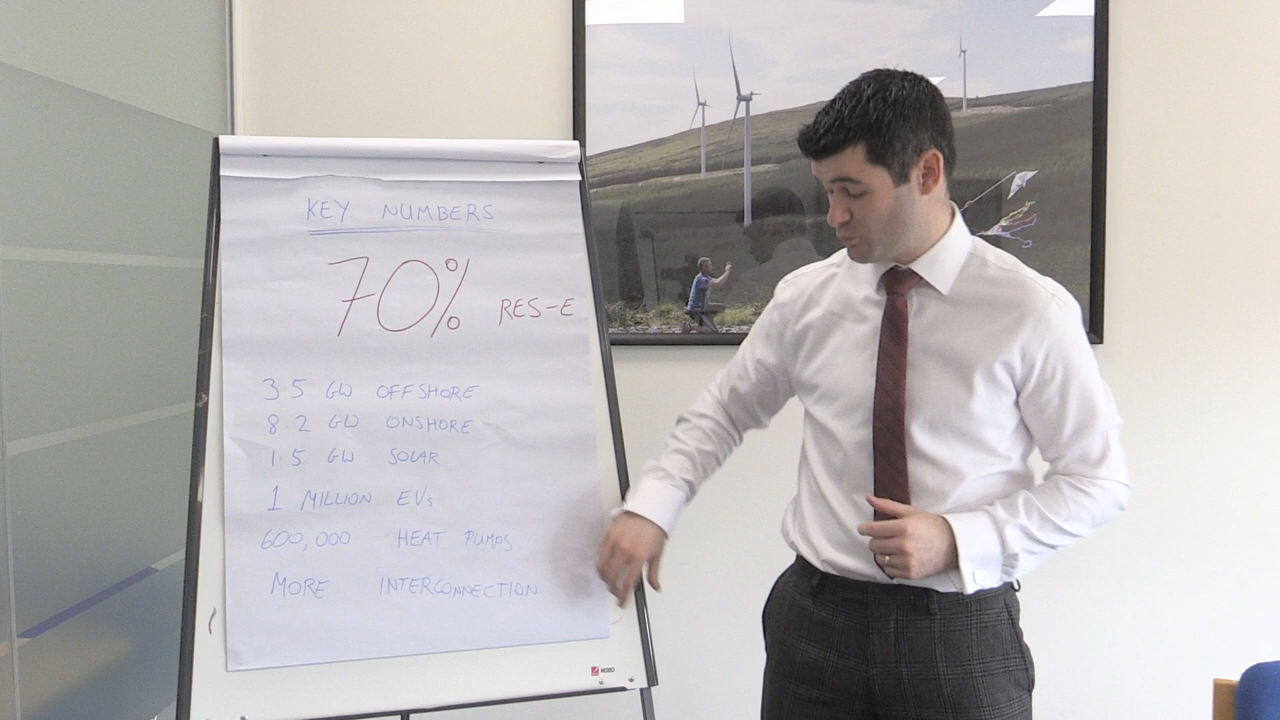 KEY NUMBERS
70% RES-E
3.5 GW OFFSHORE
8.2 GW ONSHORE
1.5 GW SOLAR
1 MILLION EVs
600,000 HEAT PUMPS
MORE INTERCONNECTION
NOBO